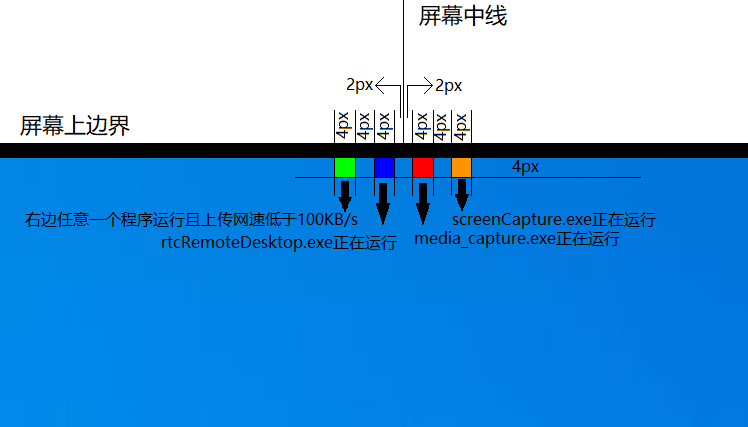 屏幕中线
2px
2px
屏幕上边界
4px
4px
4px
4px
4px
4px
4px
右边任意一个程序运行且上传网速低于100KB/s
screenCapture.exe正在运行
rtcRemoteDesktop.exe正在运行
media_capture.exe正在运行